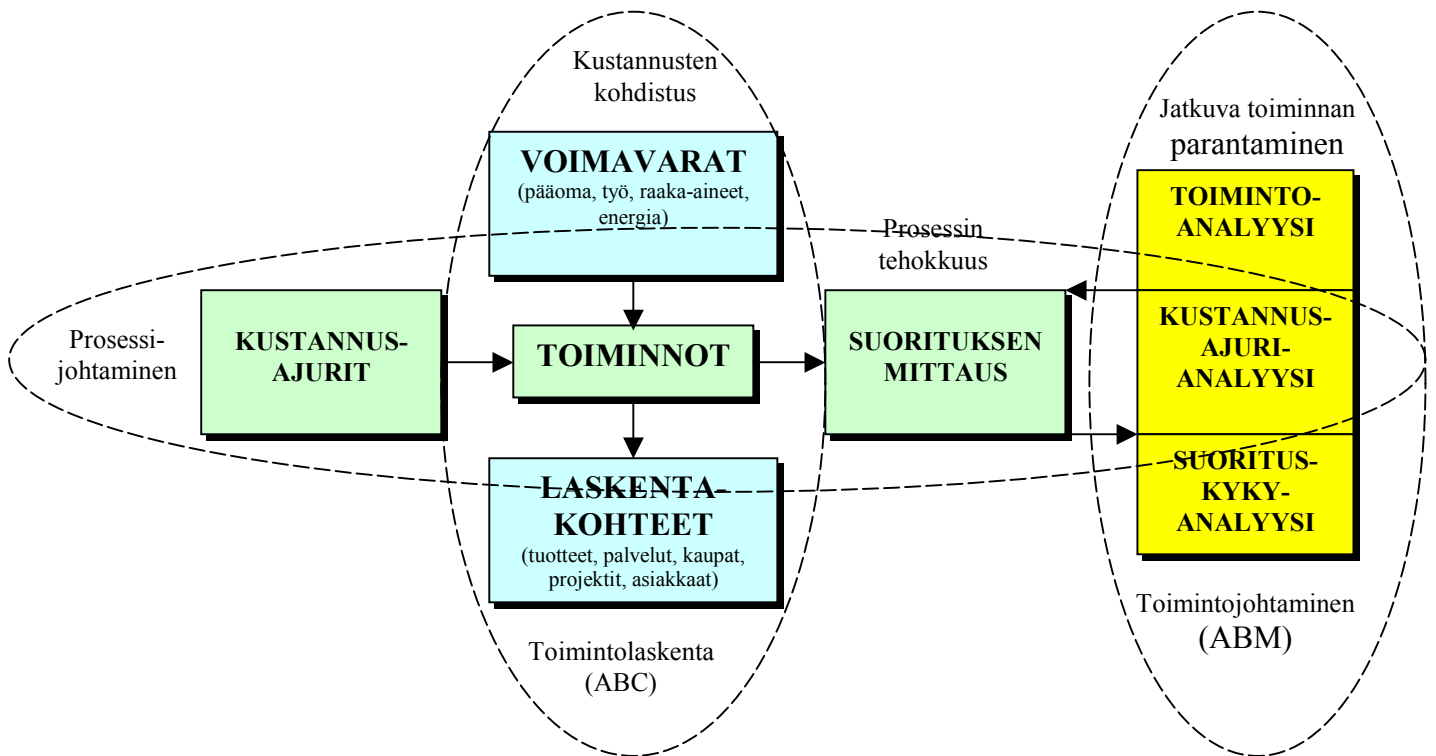 Kustannusten
kohdistus
VOIMAVARAT
(pääoma, työ, raaka-aineet,
energia)
Jatkuva toiminnan
parantaminen
TOIMINTO-
ANALYYSI
Prosessin
tehokkuus
Prosessi-
johtaminen
KUSTANNUS-
AJURIT
TOIMINNOT
SUORITUKSEN
MITTAUS
KUSTANNUS-
AJURI-
ANALYYSI
LASKENTA-
KOHTEET
(tuotteet, palvelut, kaupat,
projektit, asiakkaat)
SUORITUS-
KYKY-
ANALYYSI
Toimintolaskenta
(ABC)
Toimintojohtaminen
(ABM)